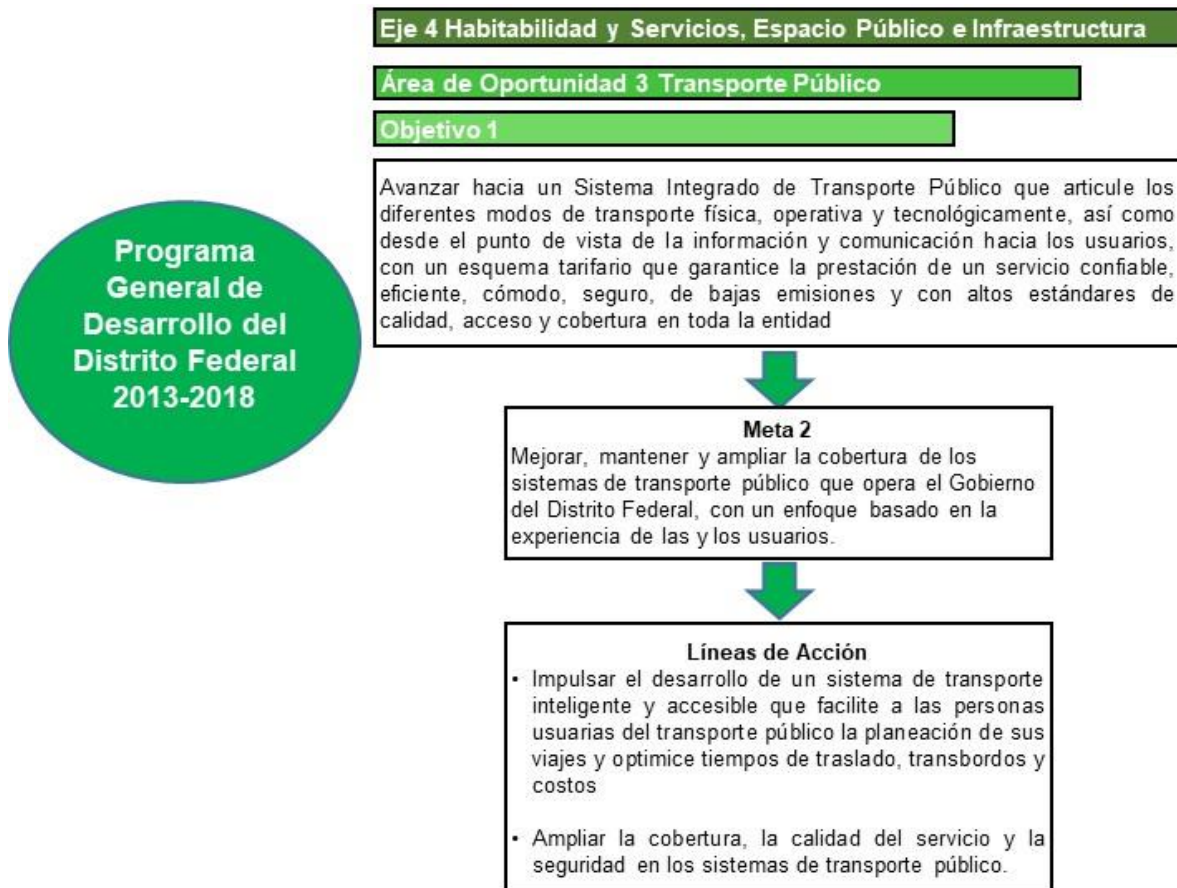 Eje 4 Habitabilidad y Servicios, Espacio Público e Infraestructura
Área de Oportunidad 3 Transporte Público
Objetivo 1
Avanzar hacia un Sistema Integrado de Transporte Público que articule los
diferentes modos de transporte física, operativa y tecnológicamente, así como
desde el punto de vista de la información y comunicación hacia los usuarios,
con un esquema tarifario que garantice la prestación de un servicio confiable,
eficiente, cómodo, seguro, de bajas emisiones y con altos estándares de
calidad, acceso y cobertura en toda la entidad
Programa
General de
Desarrollo del
Distrito Federal
2013-2018
Meta 2
Mejorar, mantener y ampliar la cobertura de los
sistemas de transporte público que opera el Gobierno
del Distrito Federal, con un enfoque basado en la
experiencia de las y los usuarios.
Líneas de Acción
• Impulsar el desarrollo de un sistema de transporte
inteligente y accesible que facilite a las personas
usuarias del transporte público la planeación de sus
viajes y optimice tiempos de traslado, transbordos y
costos
• Ampliar la cobertura, la calidad del servicio y la
seguridad en los sistemas de transporte público.